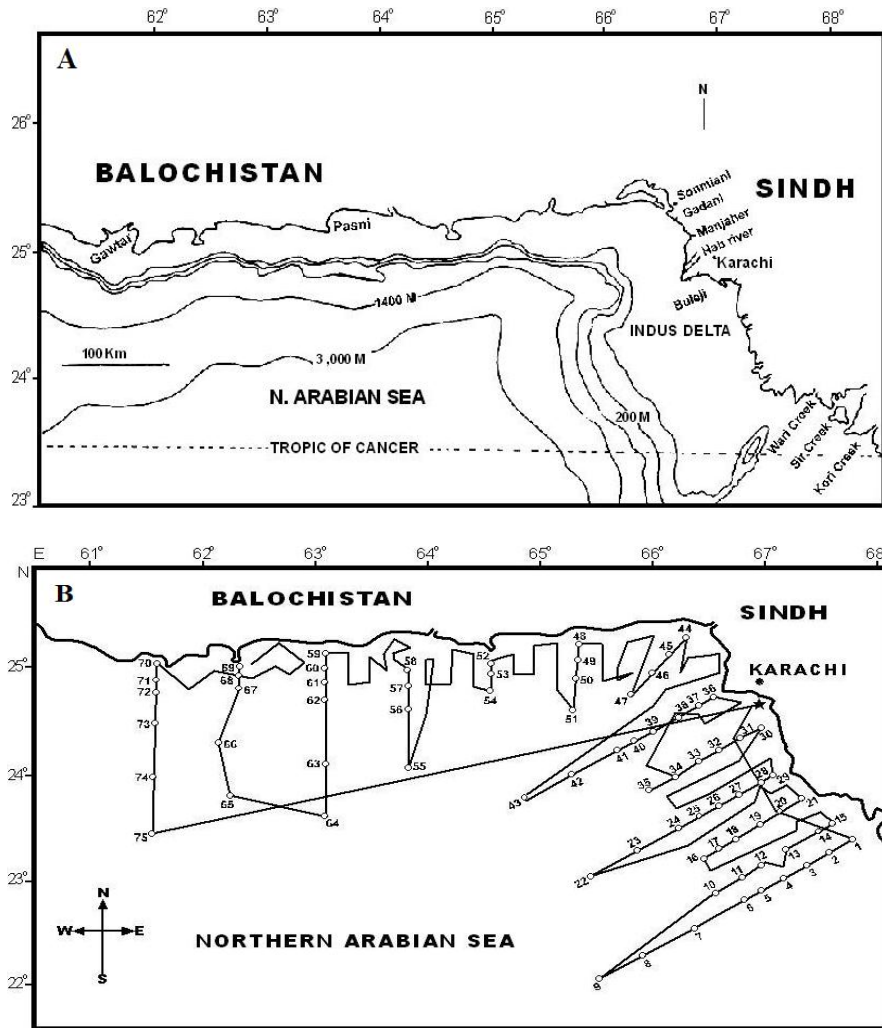 62° 63° 64° 65° 66° 67° 68°
A
N
26°
BALOCHISTAN
SINDH
Sonmiani
Gadani
Manjaher
Hab river
Karachi
Buleji
Pasni
Gawtar
25°
1400 M
INDUS DELTA
100 Km
3,000 M
24°
N. ARABIAN SEA
200 M
Wari Creek
Sir. Creek
Kori Creek
TROPIC OF CANCER
23°
E 61° 62° 63° 64° 65° 66° 67° 68
N
B
BALOCHISTAN
SINDH
KARACHI
25°
24°
23°
22°
70 59 59 58 52 48 44
71 68 60 57 53 49 45
72 67 61 56 54 50 46
73 62 51 47
66 63 55
74 65 64
75
43 42 41 40 39 38 37 36
35 34 33 32 31 30
22 23 24 25 26 27 28 29
16 17 18 19 20 21
10 11 12 13 14 15
9 8 7 6 5 4 3 2 1
N
W E
S
NORTHERN ARABIAN SEA